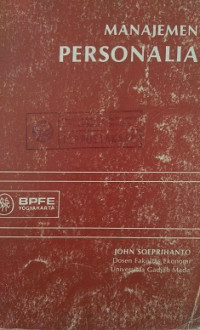 MANAJEMEN
PERSONALIA
BPFE
YOGYAKARTA
JOHN SOEPRIHANTO
Dosen Fakultas Ekonomi
Universitas Gadjah Mada